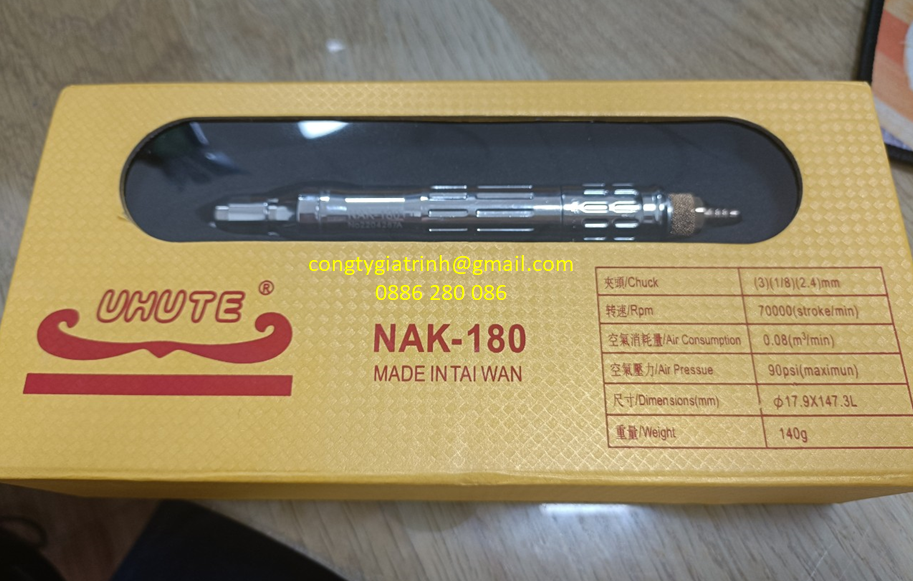 NAK-180
congtygiatrinh@gmail.com
0886 280 086
UHUTE ®
NAK-180
MADE IN TAI WAN
夾頭/Chuck (3)(1/8)(2.4)mm
转速/Rpm 70000(stroke/min)
空氣消耗量/Air Consumption 0.08(m³/min)
空氣壓力/Air Pressue 90psi(maximun)
尺寸/Dimensions(mm) ϕ17.9X147.3L
重量/Weight 140g